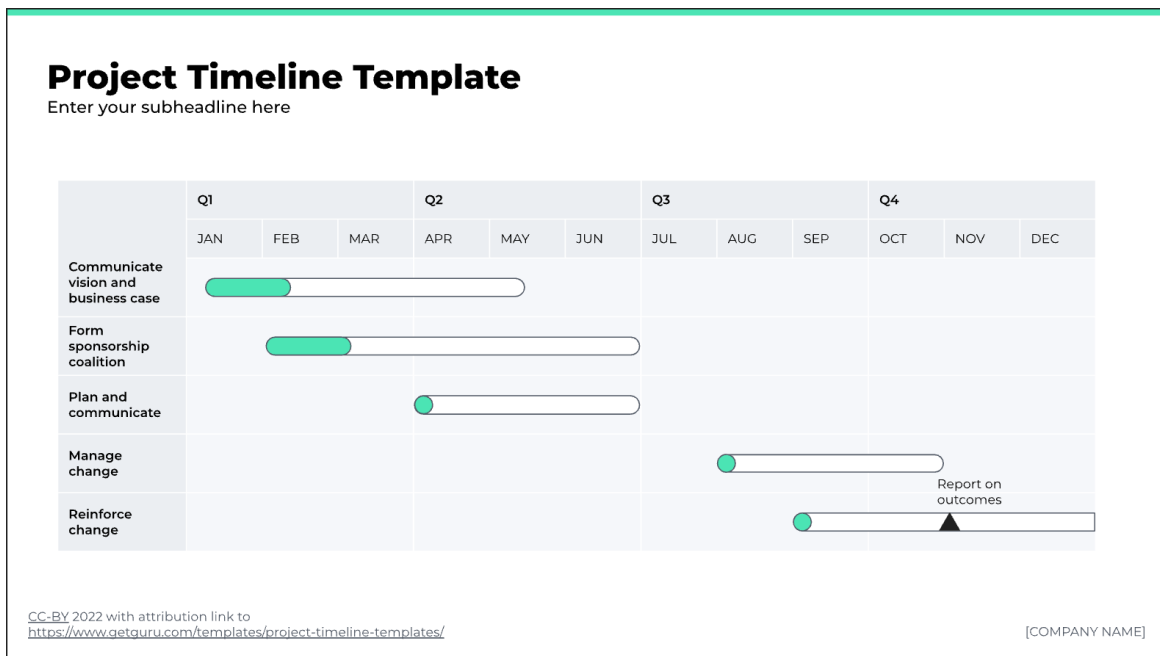 Project Timeline Template
Enter your subheadline here
Q1 Q2 Q3 Q4
JAN FEB MAR APR MAY JUN JUL AUG SEP OCT NOV DEC
Communicate
vision and
business case
Form
sponsorship
coalition
Plan and
communicate
Manage
change
Report on
outcomes
Reinforce
change
CC-BY 2022 with attribution link to
https://www.getguru.com/templates/project-timeline-templates/
[COMPANY NAME]